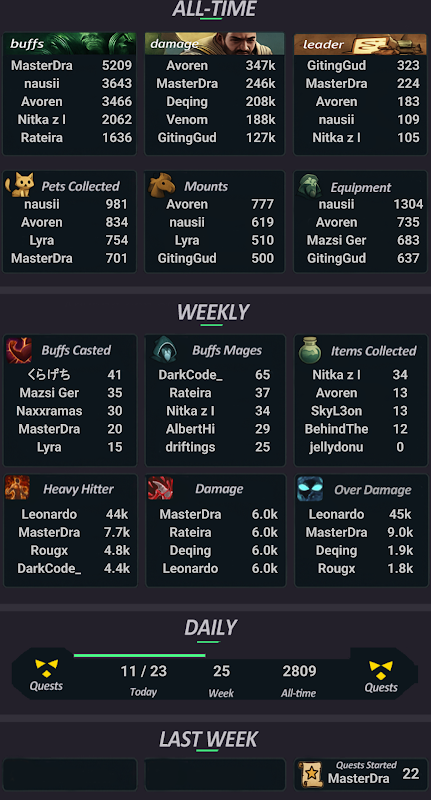 ALL-TIME
buffs
MasterDra 5209
nausii 3643
Avoren 3466
Nitka z l 2062
Rateira 1636
damage
Avoren 347k
MasterDra 246k
Deqing 208k
Venom 188k
GitingGud 127k
leader
GitingGud 323
MasterDra 224
Avoren 183
nausii 109
Nitka z l 105
Pets Collected
nausii 981
Avoren 834
Lyra 754
MasterDra 701
Mounts
Avoren 777
nausii 619
Lyra 510
GitingGud 500
Equipment
nausii 1304
Avoren 735
Mazsi Ger 683
GitingGud 637
WEEKLY
Buffs Casted
くらげち 41
Mazsi Ger 35
Naxxramas 30
MasterDra 20
Lyra 15
Buffs Mages
DarkCode_ 65
Rateira 37
Nitka z l 34
AlbertHi 29
driftings 25
Items Collected
Nitka z l 34
Avoren 13
SkyL3on 13
BehindThe 12
jellydonu 0
Heavy Hitter
Leonardo 44k
MasterDra 7.7k
Rougx 4.8k
DarkCode_ 4.4k
Damage
MasterDra 6.0k
Rateira 6.0k
Deqing 6.0k
Leonardo 6.0k
Over Damage
Leonardo 45k
MasterDra 9.0k
Deqing 1.9k
Rougx 1.8k
DAILY
Quests
11 / 23
Today
25
Week
2809
All-time
Quests
LAST WEEK
Quests Started
MasterDra 22